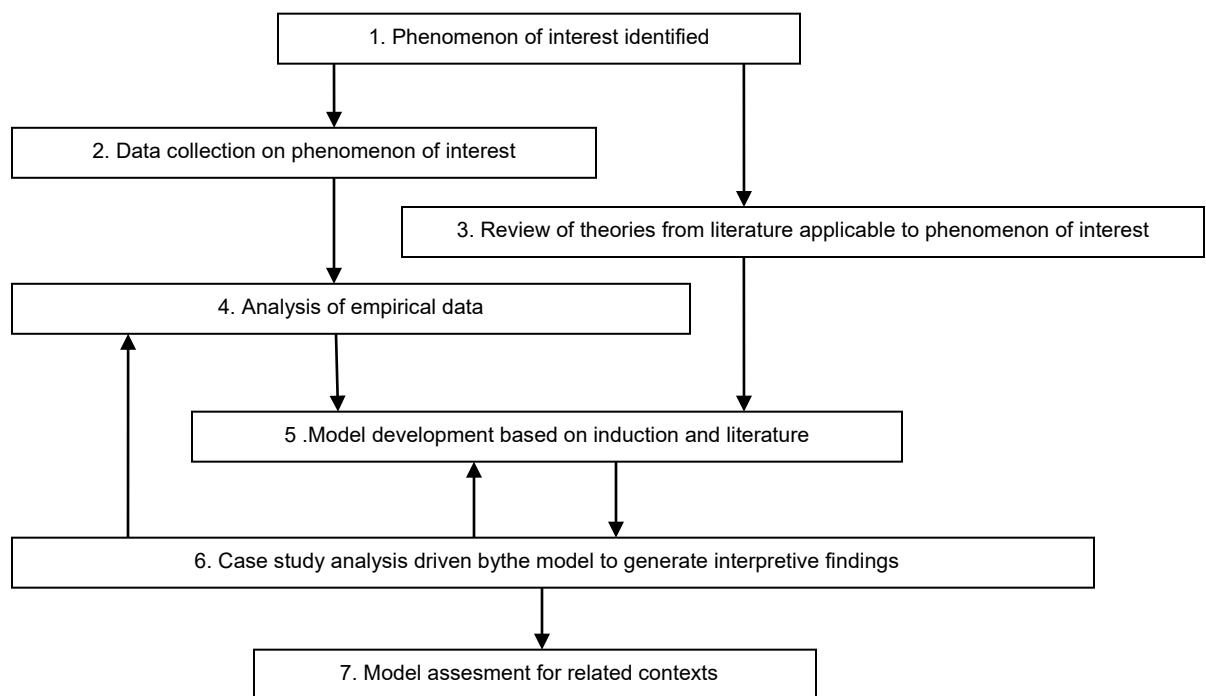 1. Phenomenon of interest identified
2. Data collection on phenomenon of interest
3. Review of theories from literature applicable to phenomenon of interest
4. Analysis of empirical data
5 .Model development based on induction and literature
6. Case study analysis driven bythe model to generate interpretive findings
7. Model assesment for related contexts